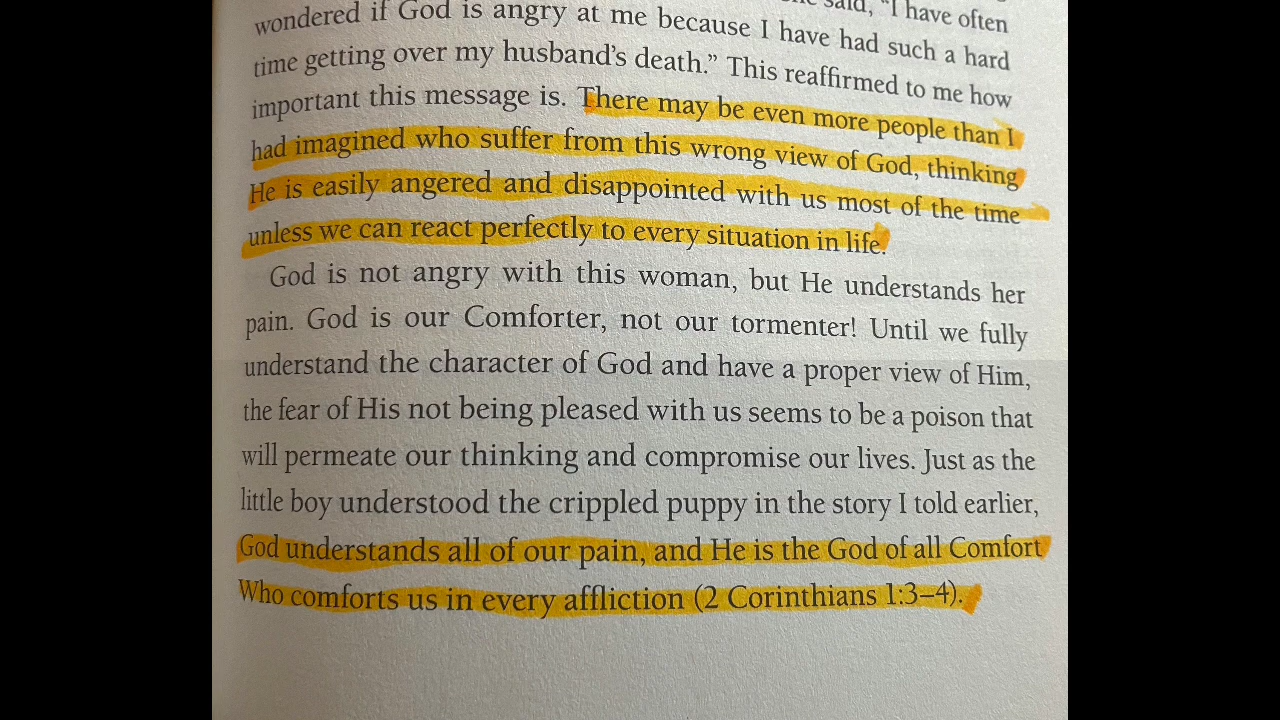 said, “I have often
wondered if God is angry at me because I have had such a hard
time getting over my husband’s death.” This reaffirmed to me how
important this message is. There may be even more people than I
had imagined who suffer from this wrong view of God, thinking
He is easily angered and disappointed with us most of the time
unless we can react perfectly to every situation in life.
God is not angry with this woman, but He understands her
pain. God is our Comforter, not our tormenter! Until we fully
understand the character of God and have a proper view of Him,
the fear of His not being pleased with us seems to be a poison that
will permeate our thinking and compromise our lives. Just as the
little boy understood the crippled puppy in the story I told earlier,
God understands all of our pain, and He is the God of all Comfort
Who comforts us in every affliction (2 Corinthians 1:3–4).